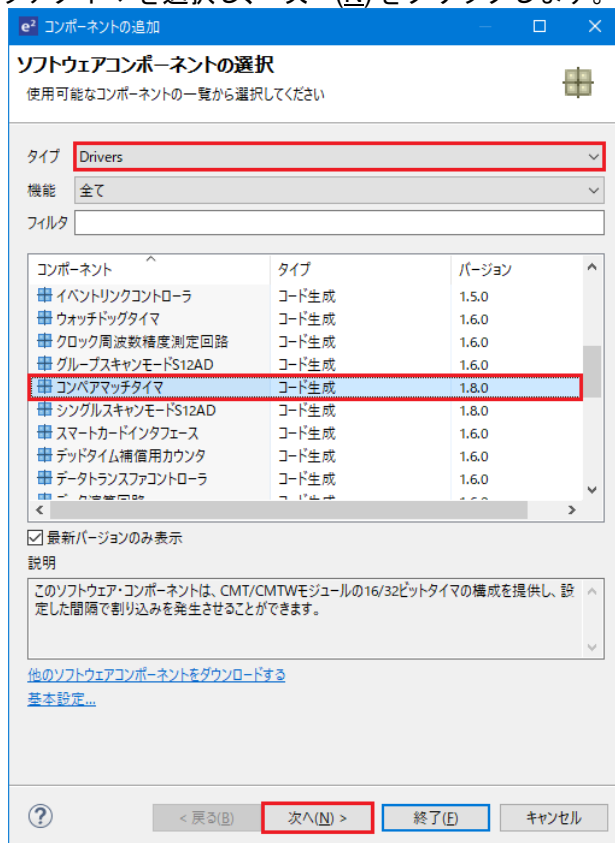 を選択し、 次へ(N)をクリックします。
e² コンポーネントの追加
ソフトウェアコンポーネントの選択
使用可能なコンポーネントの一覧から選択してください
タイプ Drivers
機能 全て
フィルタ
コンポーネント タイプ バージョン
イベントリンクコントローラ コード生成 1.5.0
ウォッチドッグタイマ コード生成 1.6.0
クロック周波数精度測定回路 コード生成 1.6.0
グループスキャンモードS12AD コード生成 1.6.0
コンペアマッチタイマ コード生成 1.8.0
シングルスキャンモードS12AD コード生成 1.8.0
スマートカードインタフェース コード生成 1.6.0
デッドタイム補償用カウンタ コード生成 1.6.0
データトランスファコントローラ コード生成 1.6.0
最新バージョンのみ表示
説明
このソフトウェア・コンポーネントは、CMT/CMTWモジュールの16/32ビットタイマの構成を提供し、設
定した間隔で割り込みを発生させることができます。
他のソフトウェアコンポーネントをダウンロードする
基本設定...
? < 戻る(B) 次へ(N) > 終了(F) キャンセル